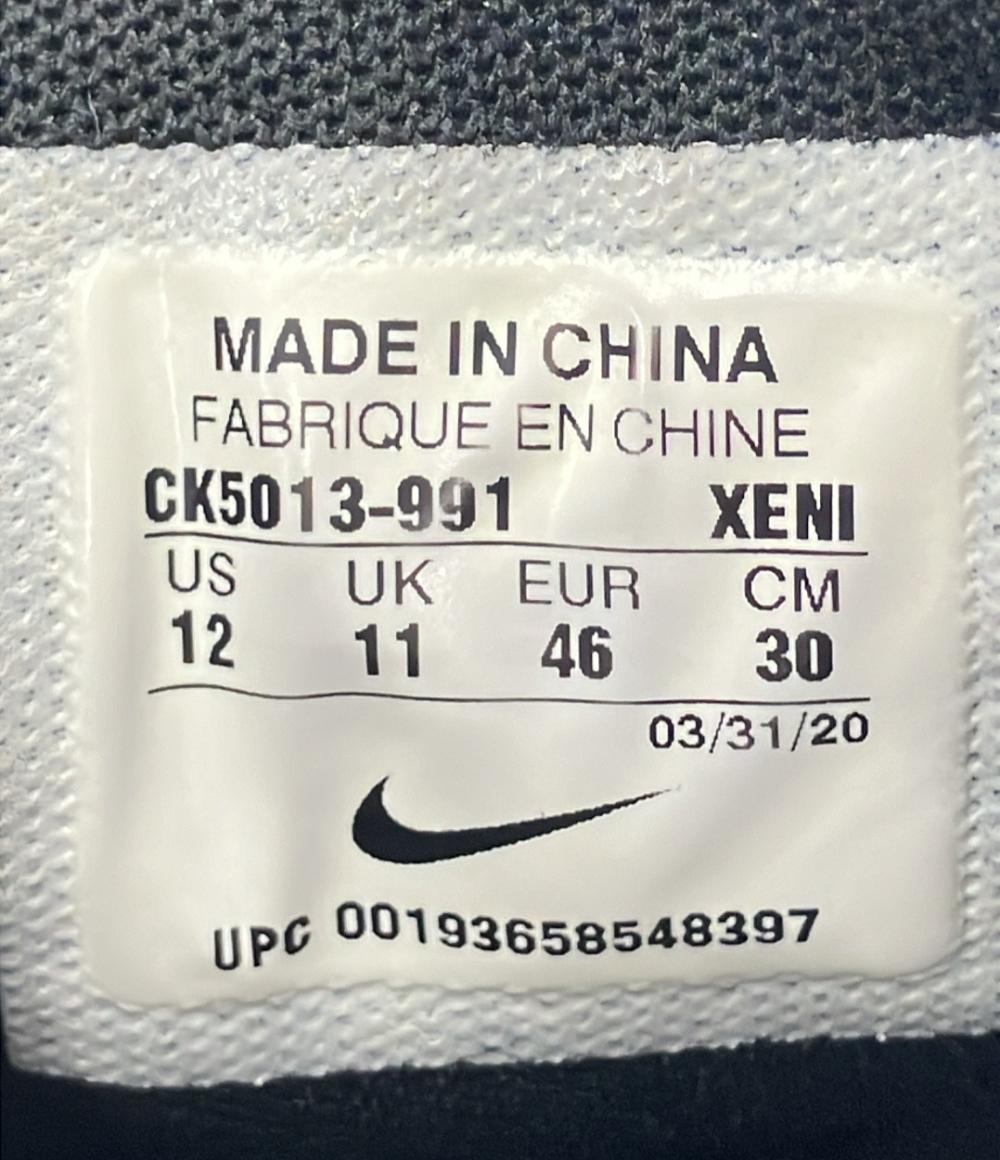 MADE IN CHINA
FABRIQUE EN CHINE
CK5013-991 XENI
US UK EUR CM
12 11 46 30
03/31/20
UPC 00193658548397